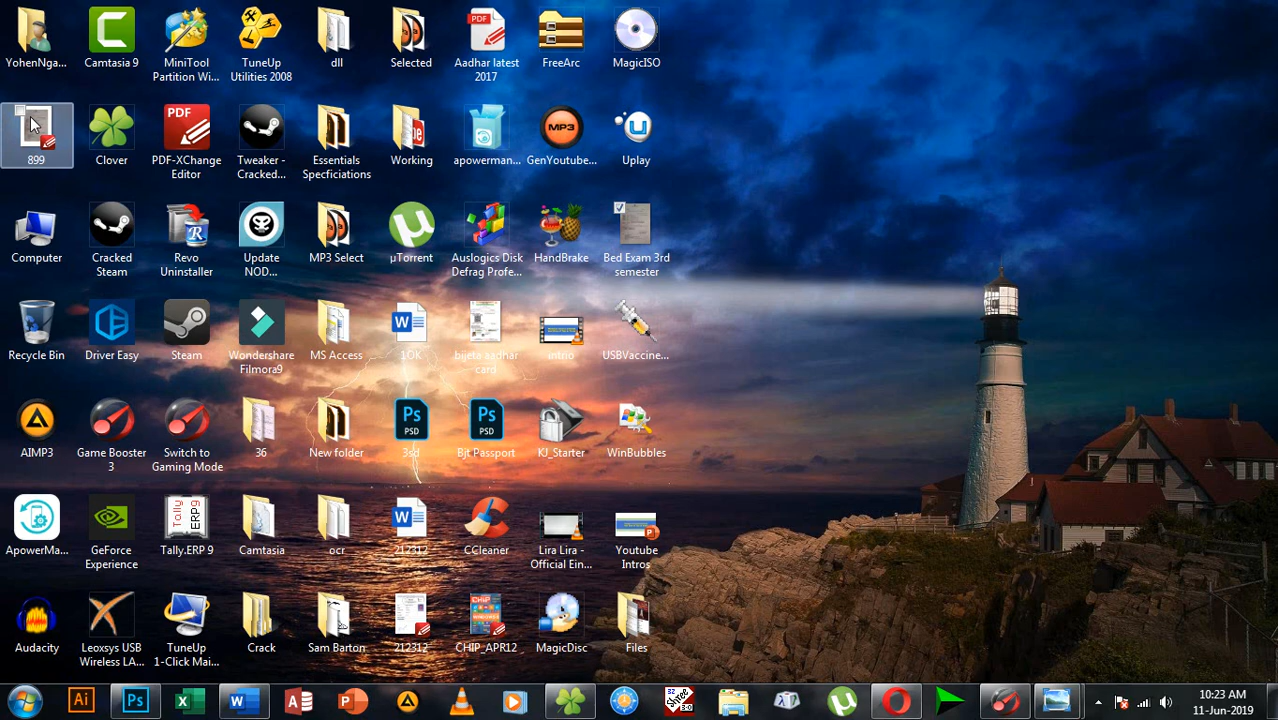 YohenNga...
Camtasia 9
MiniTool
Partition Wi...
TuneUp
Utilities 2008
dll
Selected
Aadhar latest
2017
FreeArc
MagicISO
899
Clover
PDF-XChange
Editor
Tweaker -
Cracked...
Essentials
Specficiations
Working
apowerman...
GenYoutube...
Uplay
Computer
Cracked
Steam
Revo
Uninstaller
Update
NOD...
MP3 Select
µTorrent
Auslogics Disk
Defrag Profe...
HandBrake
Bed Exam 3rd
semester
Recycle Bin
Driver Easy
Steam
Wondershare
Filmora9
MS Access
1OK
bijeta aadhar
card
intrio
USBVaccine...
AIMP3
Game Booster
3
Switch to
Gaming Mode
36
New folder
3sd
Bjt Passport
KJ_Starter
WinBubbles
ApowerMa...
GeForce
Experience
Tally.ERP 9
Camtasia
ocr
212312
CCleaner
Lira Lira -
Official Ein...
Youtube
Intros
Audacity
Leoxsys USB
Wireless LA...
TuneUp
1-Click Mai...
Crack
Sam Barton
212312
CHIP_APR12
MagicDisc
Files
10:23 AM
11-Jun-2019